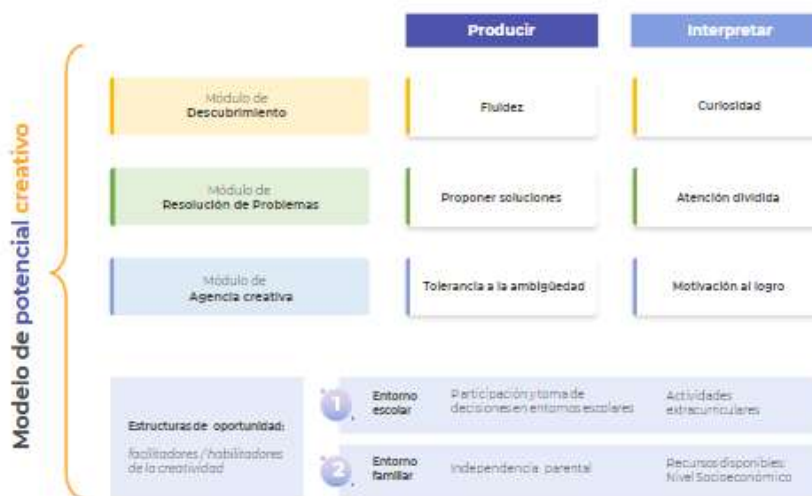 Modelo de potencial creativo
Producir
Interpretar
Módulo de
Descubrimiento
Fluidez
Curiosidad
Módulo de
Resolución de Problemas
Proponer soluciones
Atención dividida
Módulo de
Agencia creativa
Tolerancia a la ambigüedad
Motivación al logro
Estructuras de oportunidad:
facilitadores / habilitadores
de la creatividad
1
Entorno
escolar
Participación y toma de
decisiones en entornos escolares
Actividades
extracurriculares
2
Entorno
familiar
Independencia parental
Recursos disponibles:
Nivel Socioeconómico